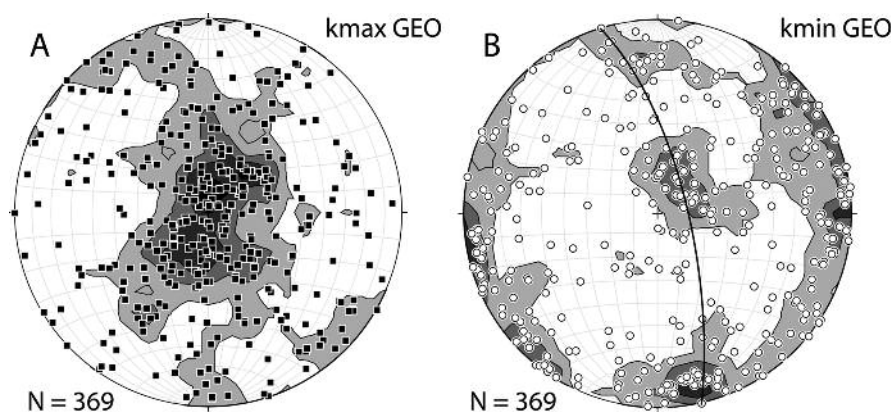 A
kmax GEO
N = 369
B
kmin GEO
N = 369